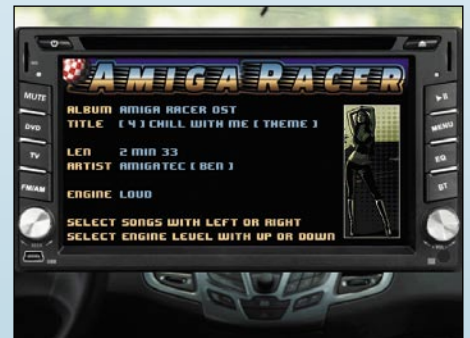 AMIGA RACER
ALBUM AMIGA RACER OST
TITLE [ 4 ] CHILL WITH ME [ THEME ]
LEN 2 MIN 33
ARTIST AMIGATEC [ BEN ]
ENGINE LOUD
SELECT SONGS WITH LEFT OR RIGHT
SELECT ENGINE LEVEL WITH UP OR DOWN
MUTE
DVD
TV
FM/AM
MENU
EQ
BT